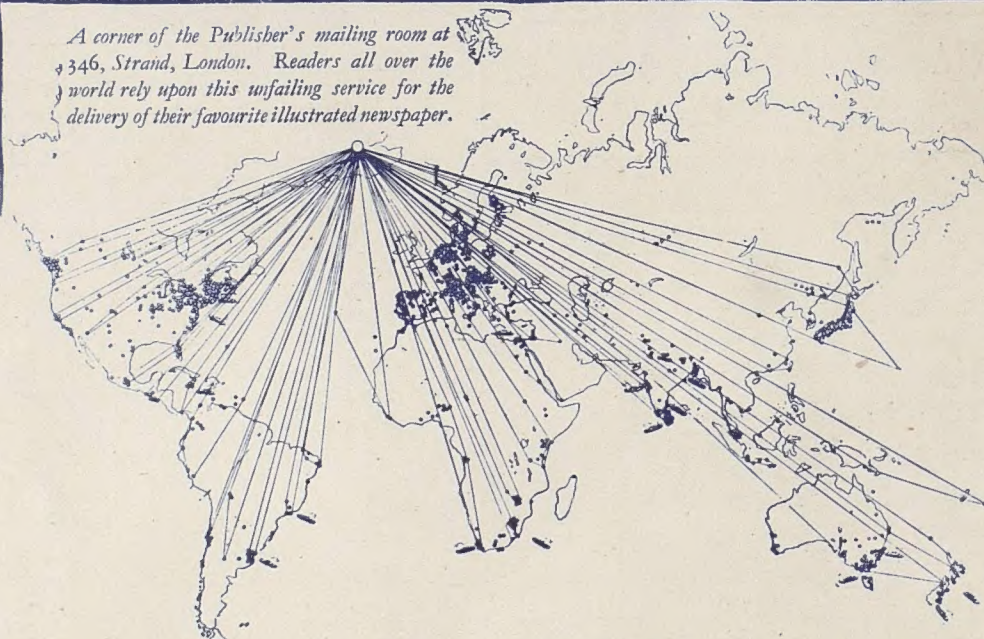 A corner of the Publisher's mailing room at
346, Strand, London. Readers all over the
world rely upon this unfailing service for the
delivery of their favourite illustrated newspaper.